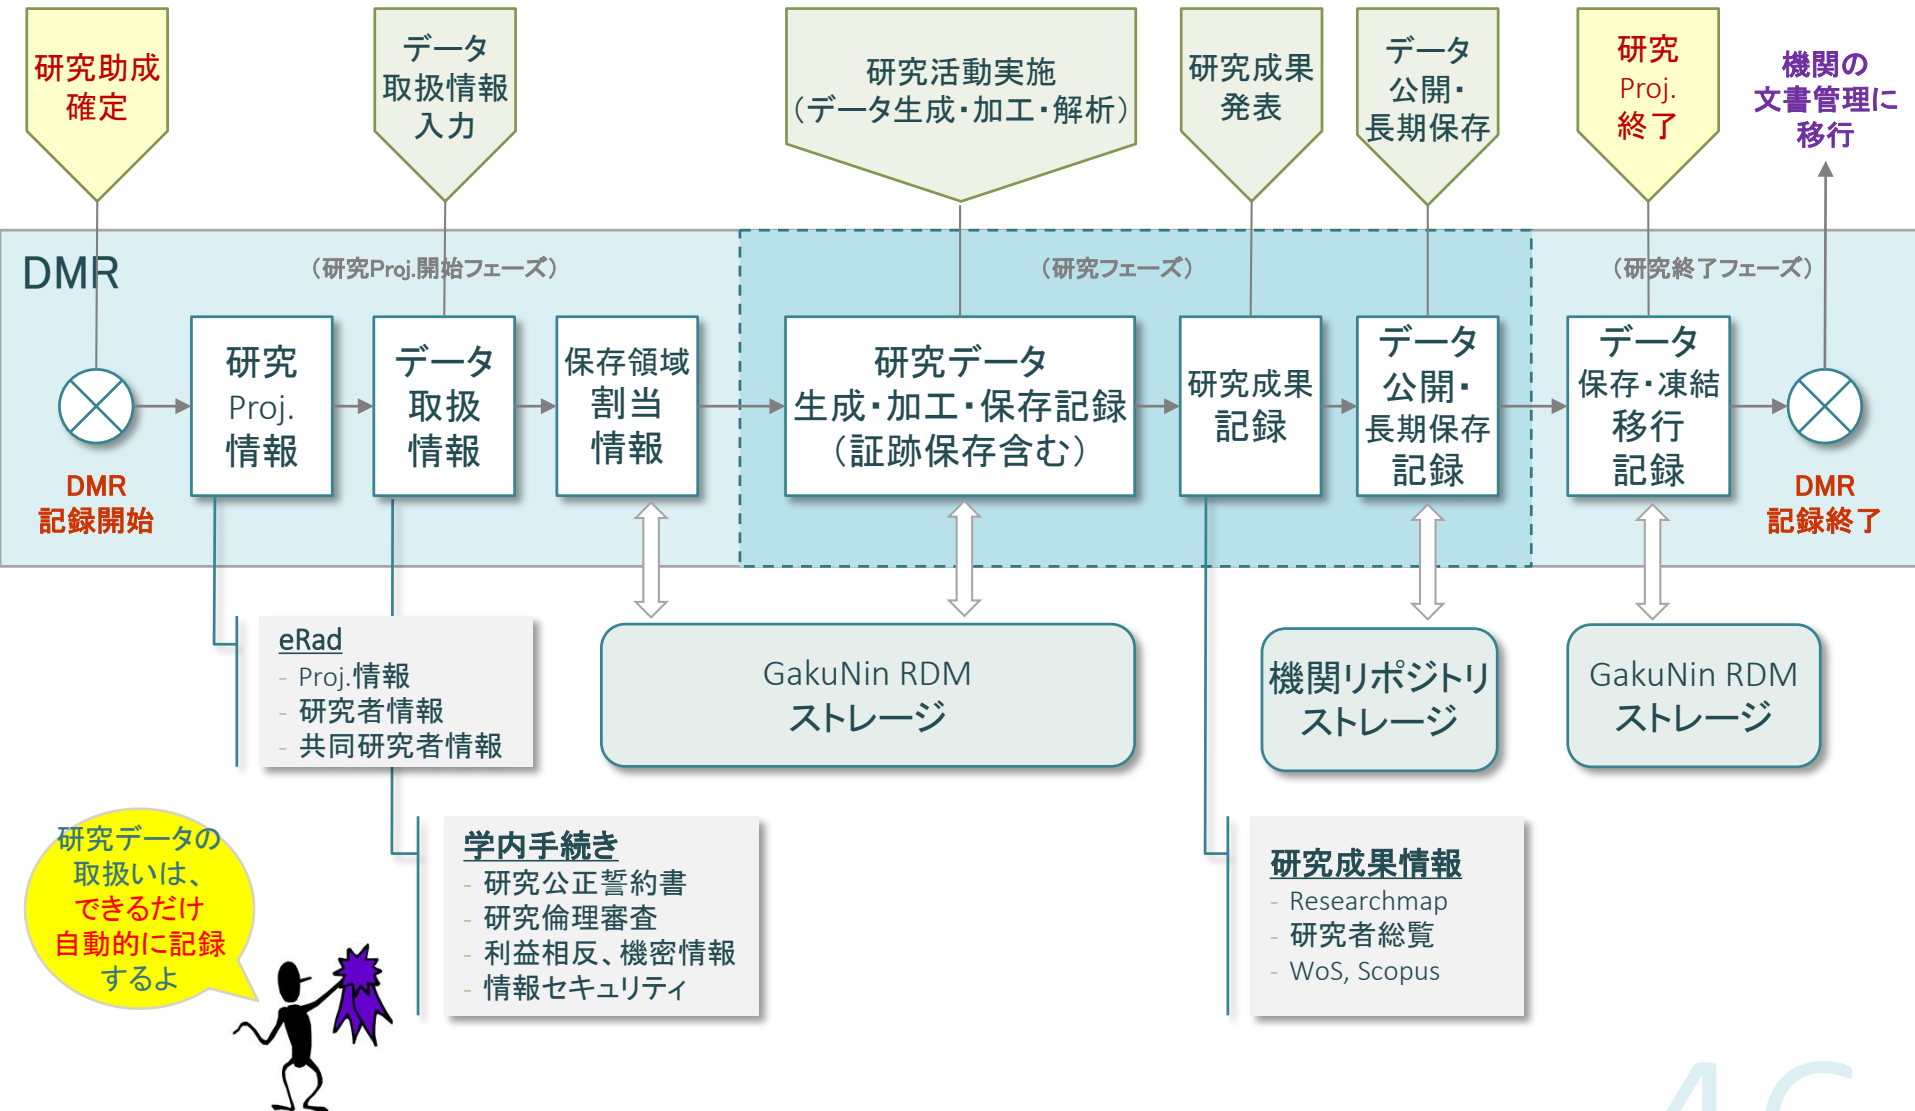 研究助成
確定
データ
取扱情報
入力
研究活動実施
（データ生成・加工・解析）
研究成果
発表
データ
公開・
長期保存
研究
Proj.
終了
機関の
文書管理に
移行
DMR
（研究Proj.開始フェーズ）
（研究フェーズ）
（研究終了フェーズ）
DMR
記録開始
研究
Proj.
情報
データ
取扱
情報
保存領域
割当
情報
研究データ
生成・加工・保存記録
（証跡保存含む）
研究成果
記録
データ
公開・
長期保存
記録
データ
保存・凍結
移行
記録
DMR
記録終了
eRad
- Proj.情報
- 研究者情報
- 共同研究者情報
GakuNin RDM
ストレージ
機関リポジトリ
ストレージ
GakuNin RDM
ストレージ
学内手続き
- 研究公正誓約書
- 研究倫理審査
- 利益相反、機密情報
- 情報セキュリティ
研究成果情報
- Researchmap
- 研究者総覧
- WoS, Scopus
研究データの
取扱いは、
できるだけ
自動的に記録
するよ